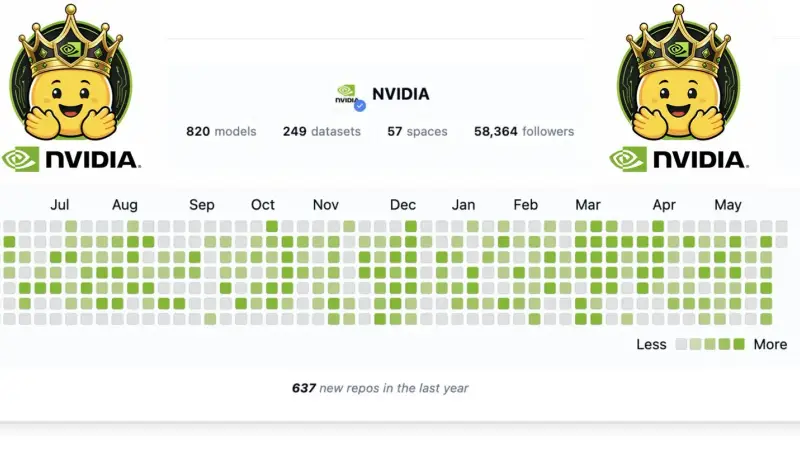 NVIDIA
820 models 249 datasets 57 spaces 58,364 followers
NVIDIA.
NVIDIA.
Jul Aug Sep Oct Nov Dec Jan Feb Mar Apr May
Less More
637 new repos in the last year